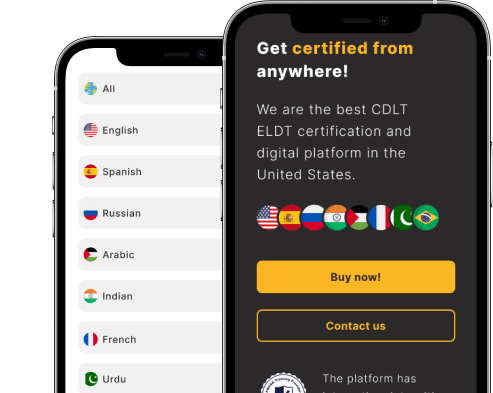 All
English
Spanish
Russian
Arabic
Indian
French
Urdu
Get certified from
anywhere!
We are the best CDLT
ELDT certification and
digital platform in the
United States.
Buy now!
Contact us
The platform has